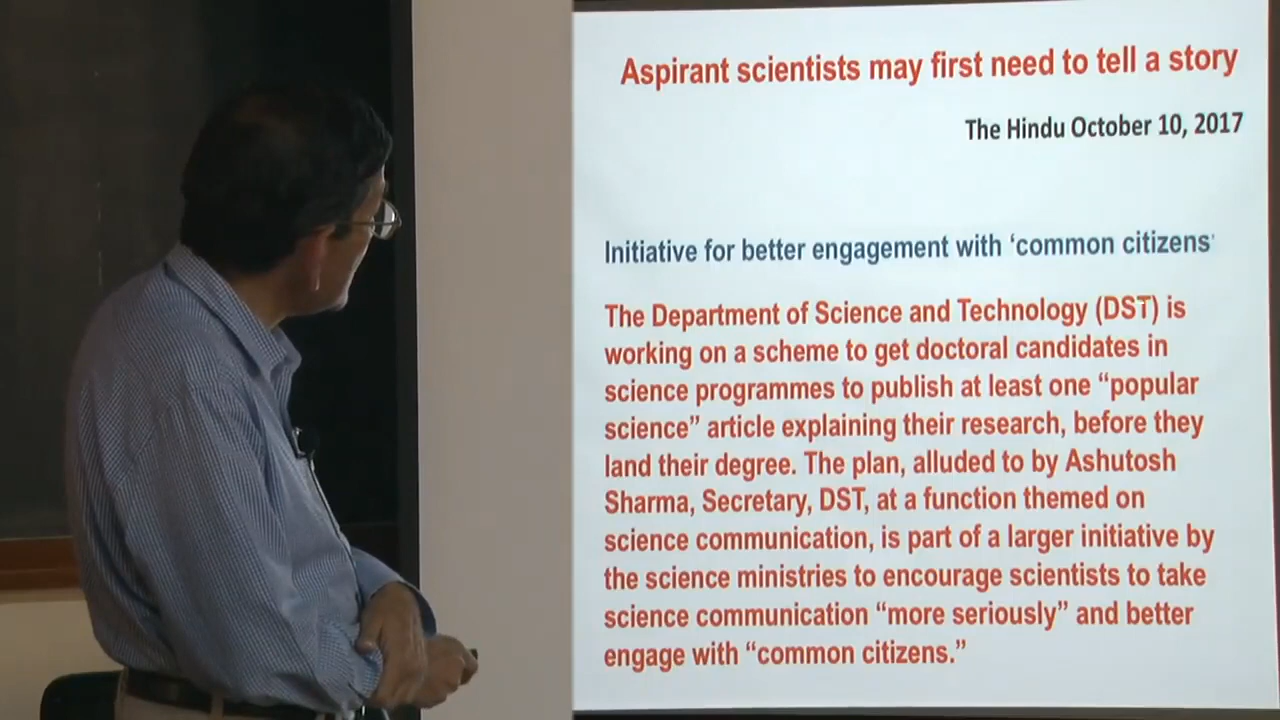 Aspirant scientists may first need to tell a story
The Hindu October 10, 2017
Initiative for better engagement with ‘common citizens’
The Department of Science and Technology (DST) is
working on a scheme to get doctoral candidates in
science programmes to publish at least one “popular
science” article explaining their research, before they
land their degree. The plan, alluded to by Ashutosh
Sharma, Secretary, DST, at a function themed on
science communication, is part of a larger initiative by
the science ministries to encourage scientists to take
science communication “more seriously” and better
engage with “common citizens.”